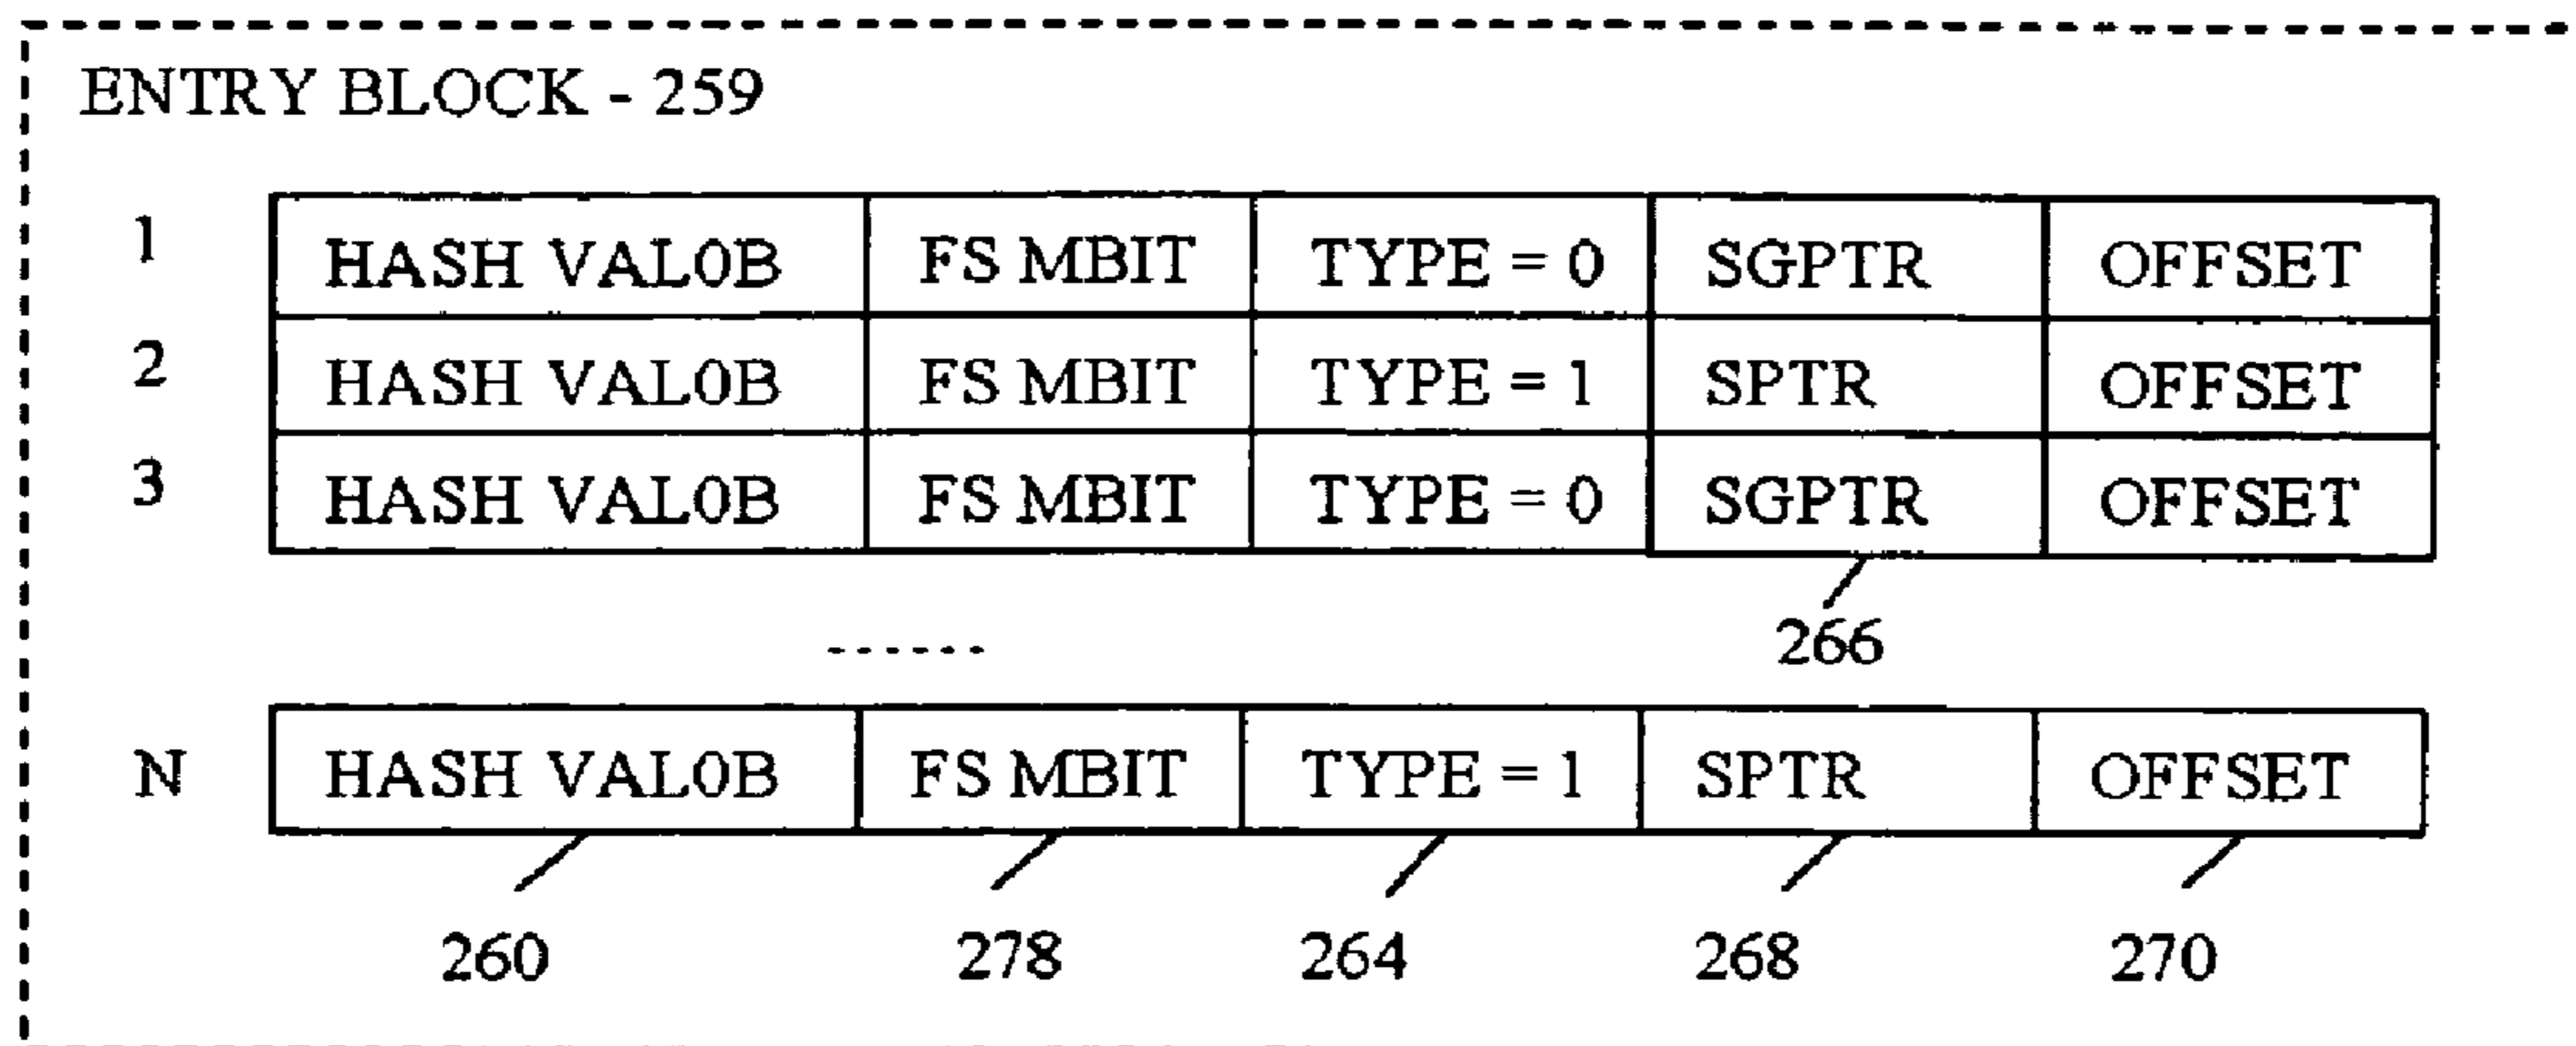 ENTRY BLOCK - 259
1 HASH VAL0B FS MBIT TYPE = 0 SGPTR OFFSET
2 HASH VAL0B FS MBIT TYPE = 1 SPTR OFFSET
3 HASH VAL0B FS MBIT TYPE = 0 SGPTR OFFSET
266
N HASH VAL0B FS MBIT TYPE = 1 SPTR OFFSET
260 278 264 268 270